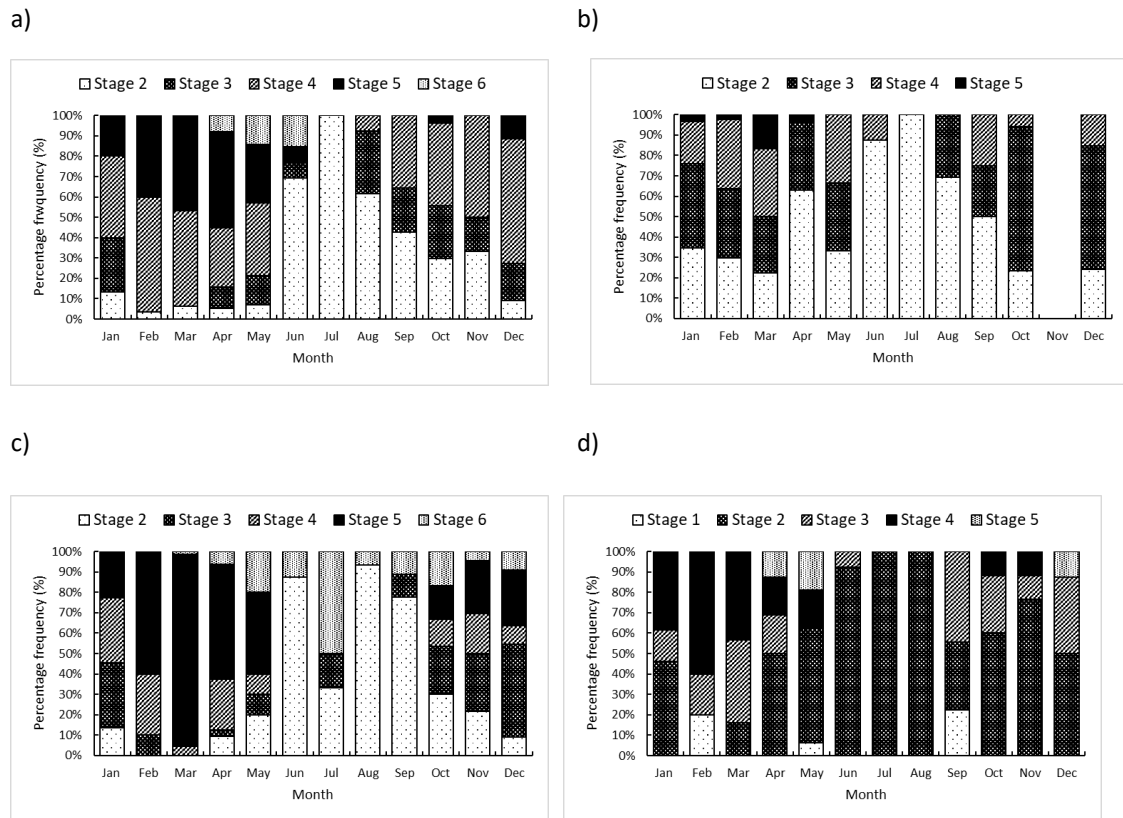 a)
Stage 2 Stage 3 Stage 4 Stage 5 Stage 6
Percentage frwquency (%)
100%
90%
80%
70%
60%
50%
40%
30%
20%
10%
0%
Jan Feb Mar Apr May Jun Jul Aug Sep Oct Nov Dec
Month
b)
Stage 2 Stage 3 Stage 4 Stage 5
Percentage frequency (%)
100%
90%
80%
70%
60%
50%
40%
30%
20%
10%
0%
Jan Feb Mar Apr May Jun Jul Aug Sep Oct Nov Dec
Month
c)
Stage 2 Stage 3 Stage 4 Stage 5 Stage 6
Percentage frequency (%)
100%
90%
80%
70%
60%
50%
40%
30%
20%
10%
0%
Jan Feb Mar Apr May Jun Jul Aug Sep Oct Nov Dec
Month
d)
Stage 1 Stage 2 Stage 3 Stage 4 Stage 5
Percentage frequency (%)
100%
90%
80%
70%
60%
50%
40%
30%
20%
10%
0%
Jan Feb Mar Apr May Jun Jul Aug Sep Oct Nov Dec
Month